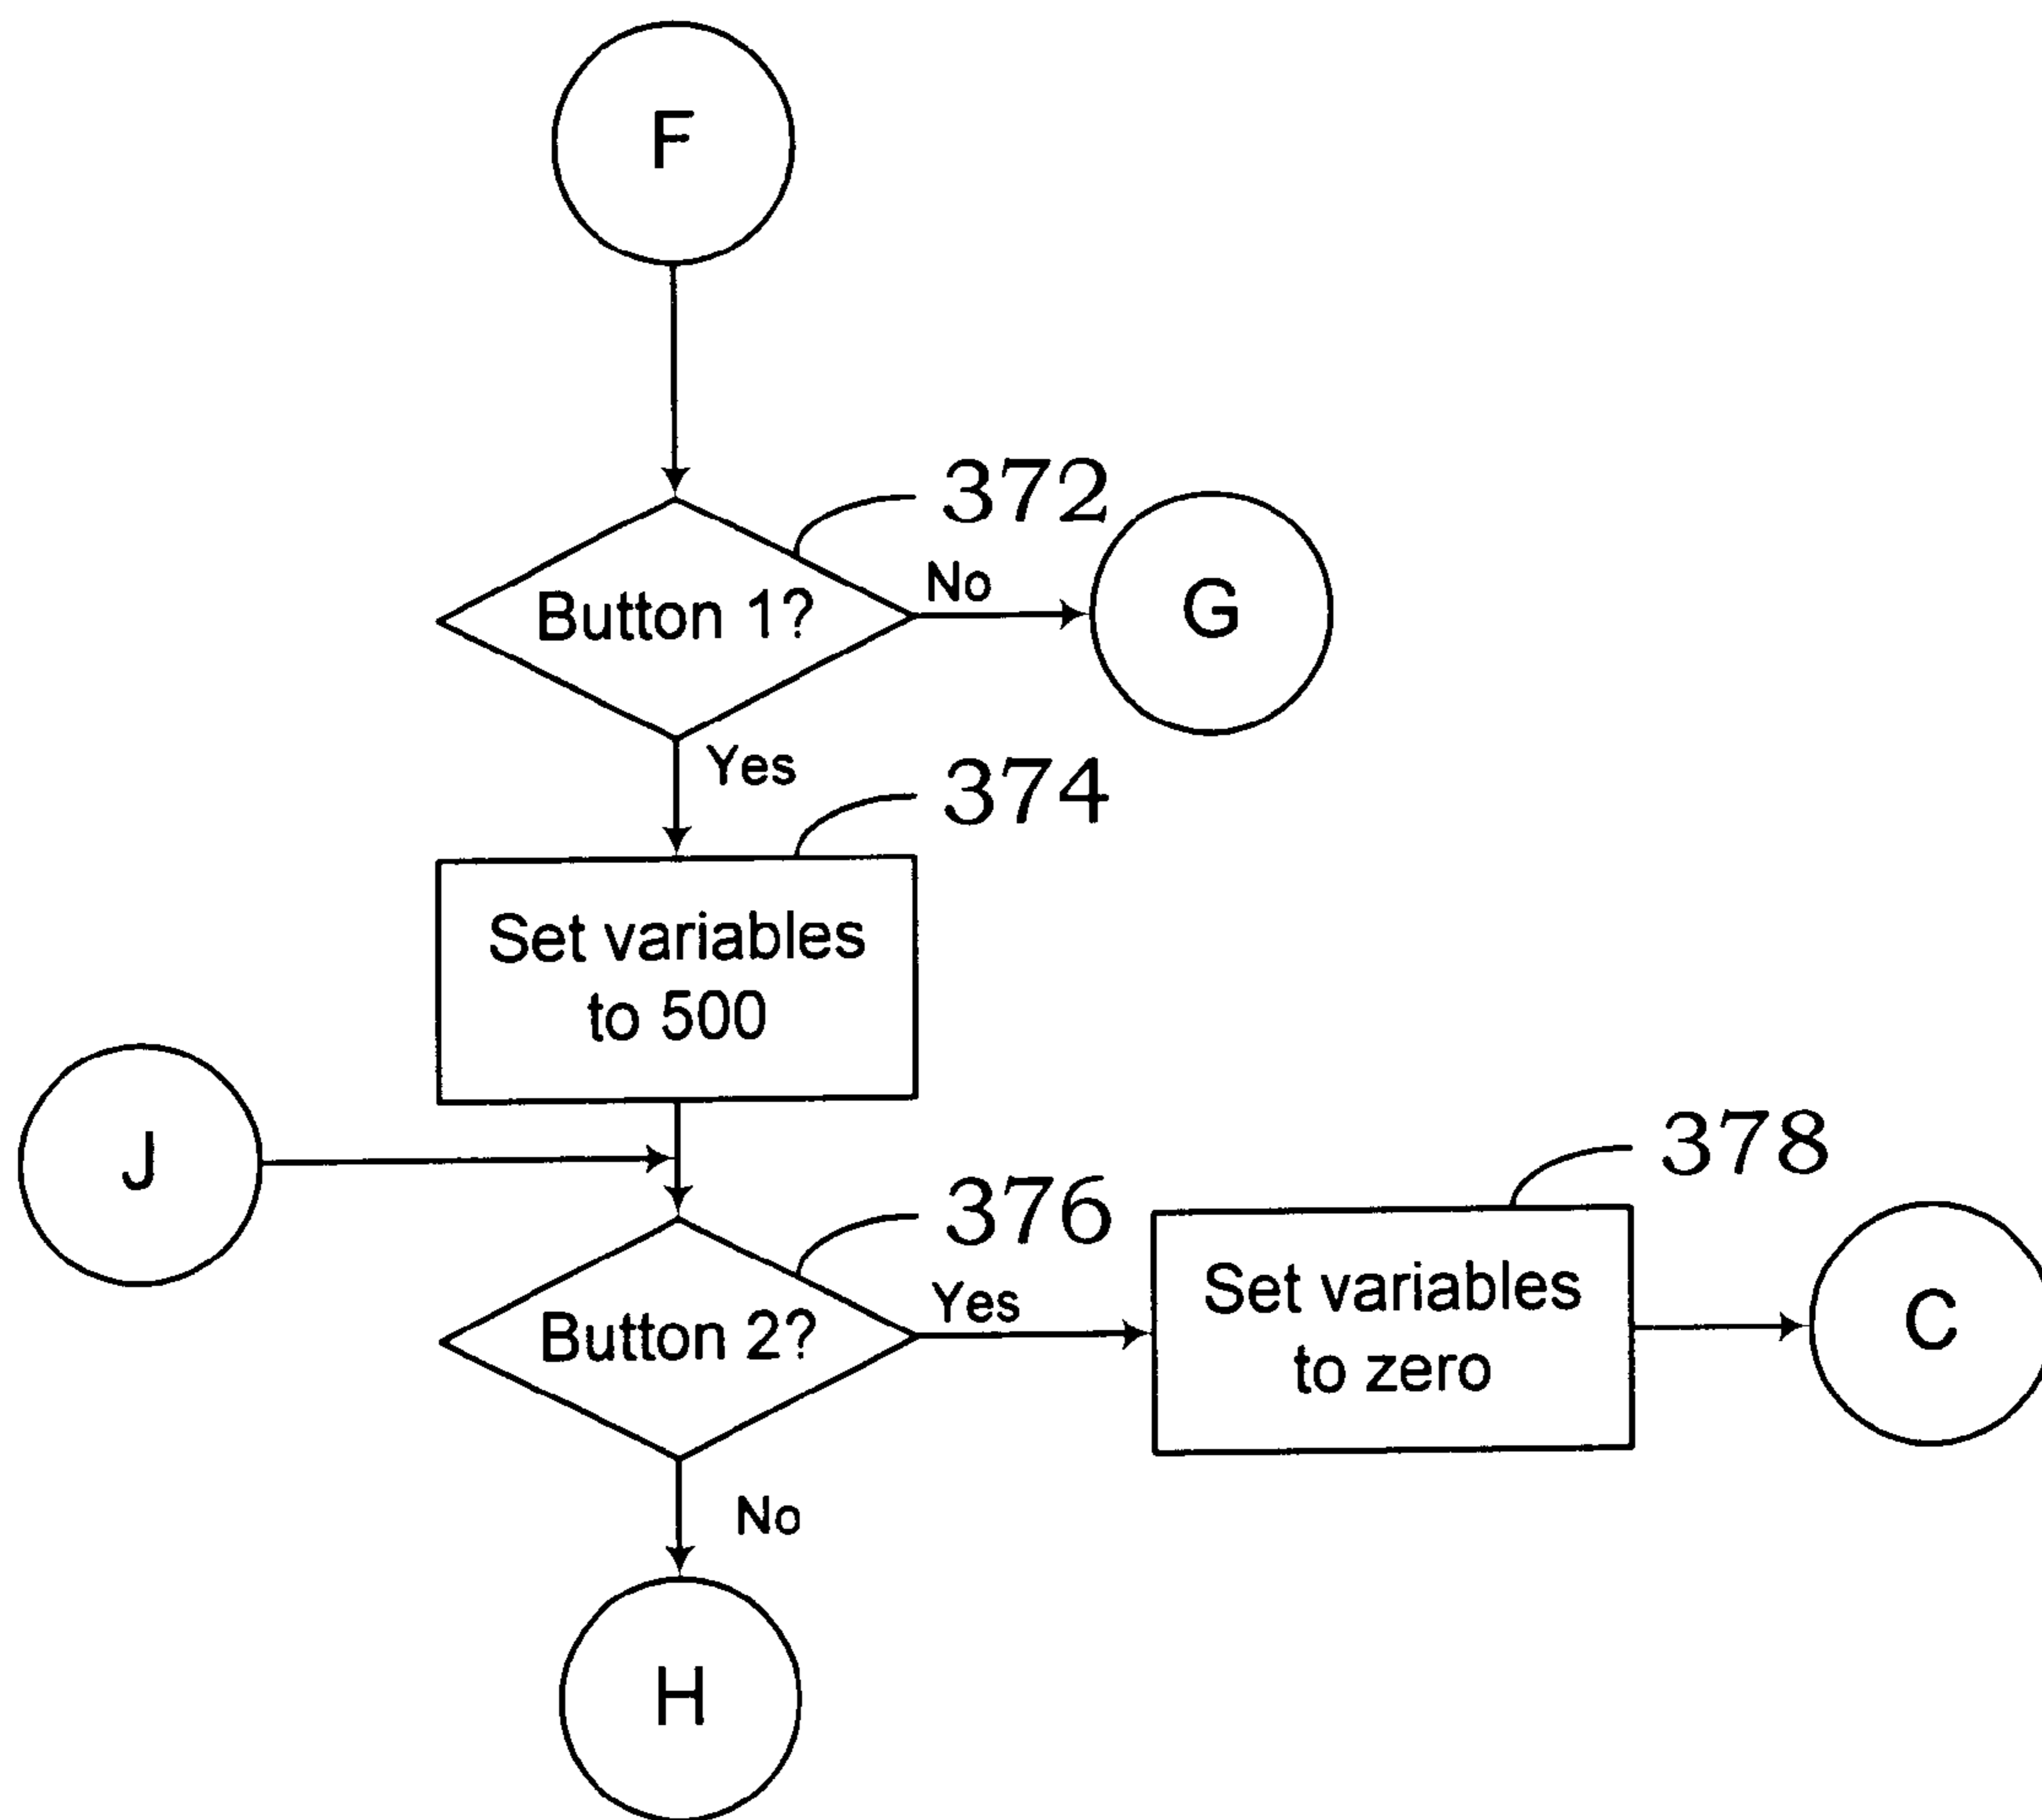 F
372
Button 1?
No
G
Yes
374
Set variables
to 500
J
376
Button 2?
Yes
378
Set variables
to zero
C
No
H